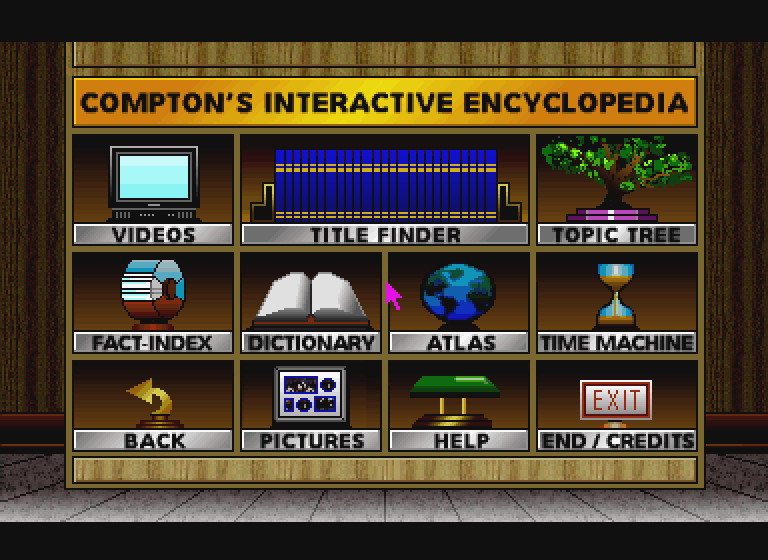 COMPTON'S INTERACTIVE ENCYCLOPEDIA
VIDEOS
TITLE FINDER
TOPIC TREE
FACT-INDEX
DICTIONARY
ATLAS
TIME MACHINE
BACK
PICTURES
HELP
EXIT
END / CREDITS